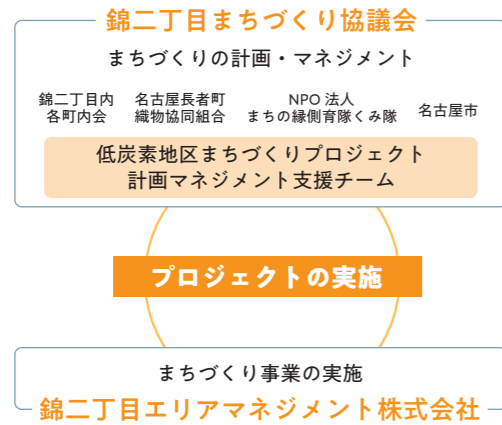 錦二丁目まちづくり協議会
まちづくりの計画・マネジメント
錦二丁目内
各町内会
名古屋長者町
織物協同組合
NPO 法人
まちの縁側育隊くみ隊
名古屋市
低炭素地区まちづくりプロジェクト
計画マネジメント支援チーム
プロジェクトの実施
まちづくり事業の実施
錦二丁目エリアマネジメント株式会社